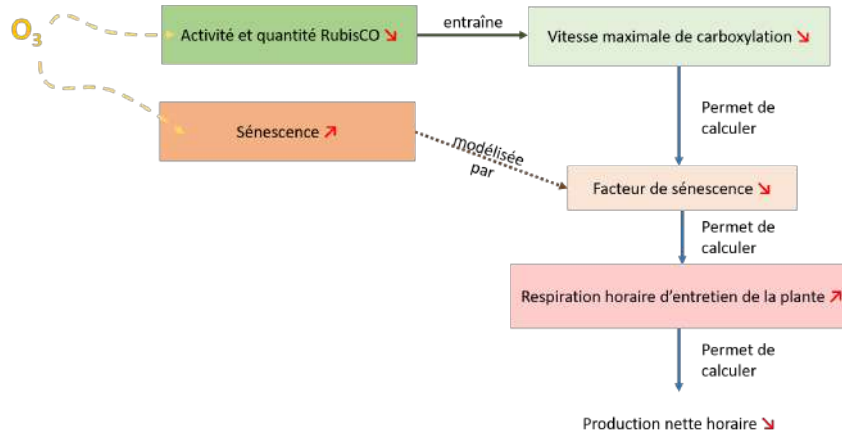 O3
Activité et quantité RubisCO ↘
entraîne
Vitesse maximale de carboxylation ↘
Sénescence ↗
modélisée
par
Permet de
calculer
Facteur de sénescence ↘
Permet de
calculer
Respiration horaire d'entretien de la plante ↗
Permet de
calculer
Production nette horaire ↘